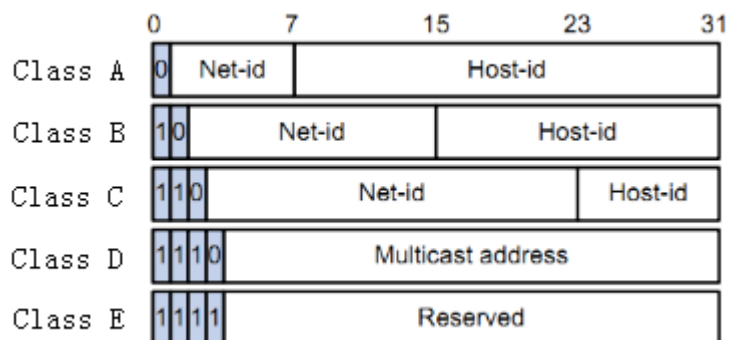 0 7 15 23 31
Class A 0 Net-id Host-id
Class B 1 0 Net-id Host-id
Class C 1 1 0 Net-id Host-id
Class D 1 1 1 0 Multicast address
Class E 1 1 1 1 Reserved